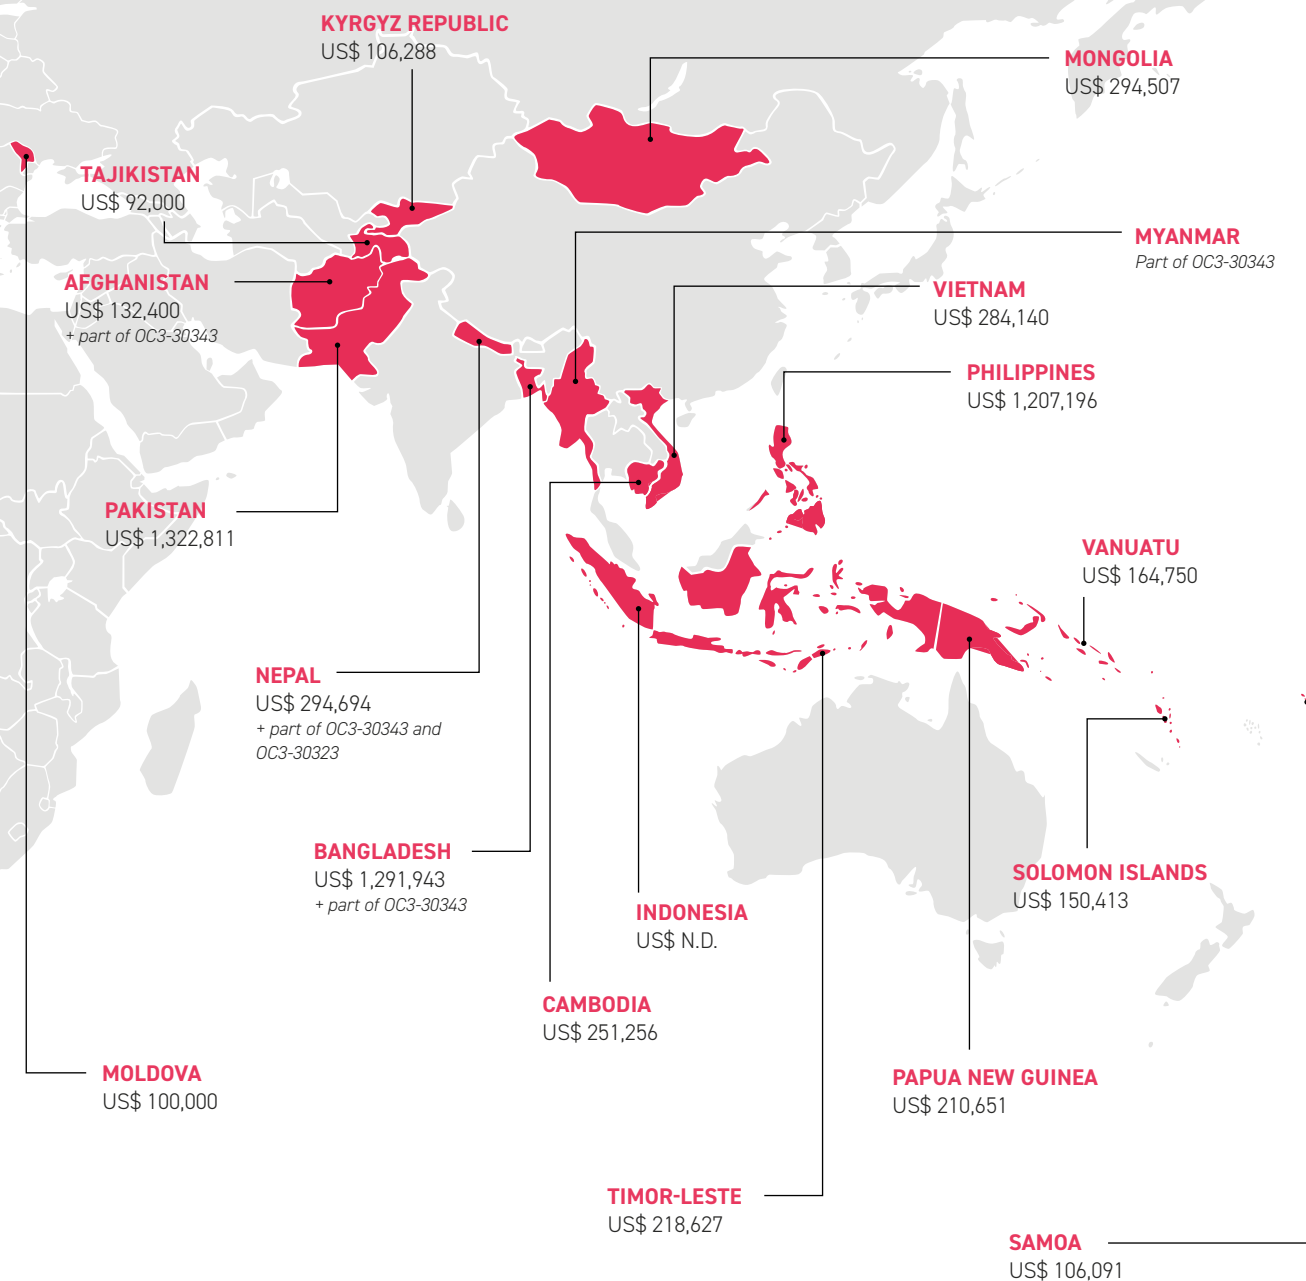 KYRGYZ REPUBLIC
US$ 106,288
MONGOLIA
US$ 294,507
TAJIKISTAN
US$ 92,000
MYANMAR
Part of OC3-30343
AFGHANISTAN
US$ 132,400
+ part of OC3-30343
VIETNAM
US$ 284,140
PHILIPPINES
US$ 1,207,196
PAKISTAN
US$ 1,322,811
VANUATU
US$ 164,750
NEPAL
US$ 294,694
+ part of OC3-30343 and
OC3-30323
BANGLADESH
US$ 1,291,943
+ part of OC3-30343
SOLOMON ISLANDS
US$ 150,413
INDONESIA
US$ N.D.
CAMBODIA
US$ 251,256
MOLDOVA
US$ 100,000
PAPUA NEW GUINEA
US$ 210,651
TIMOR-LESTE
US$ 218,627
SAMOA
US$ 106,091